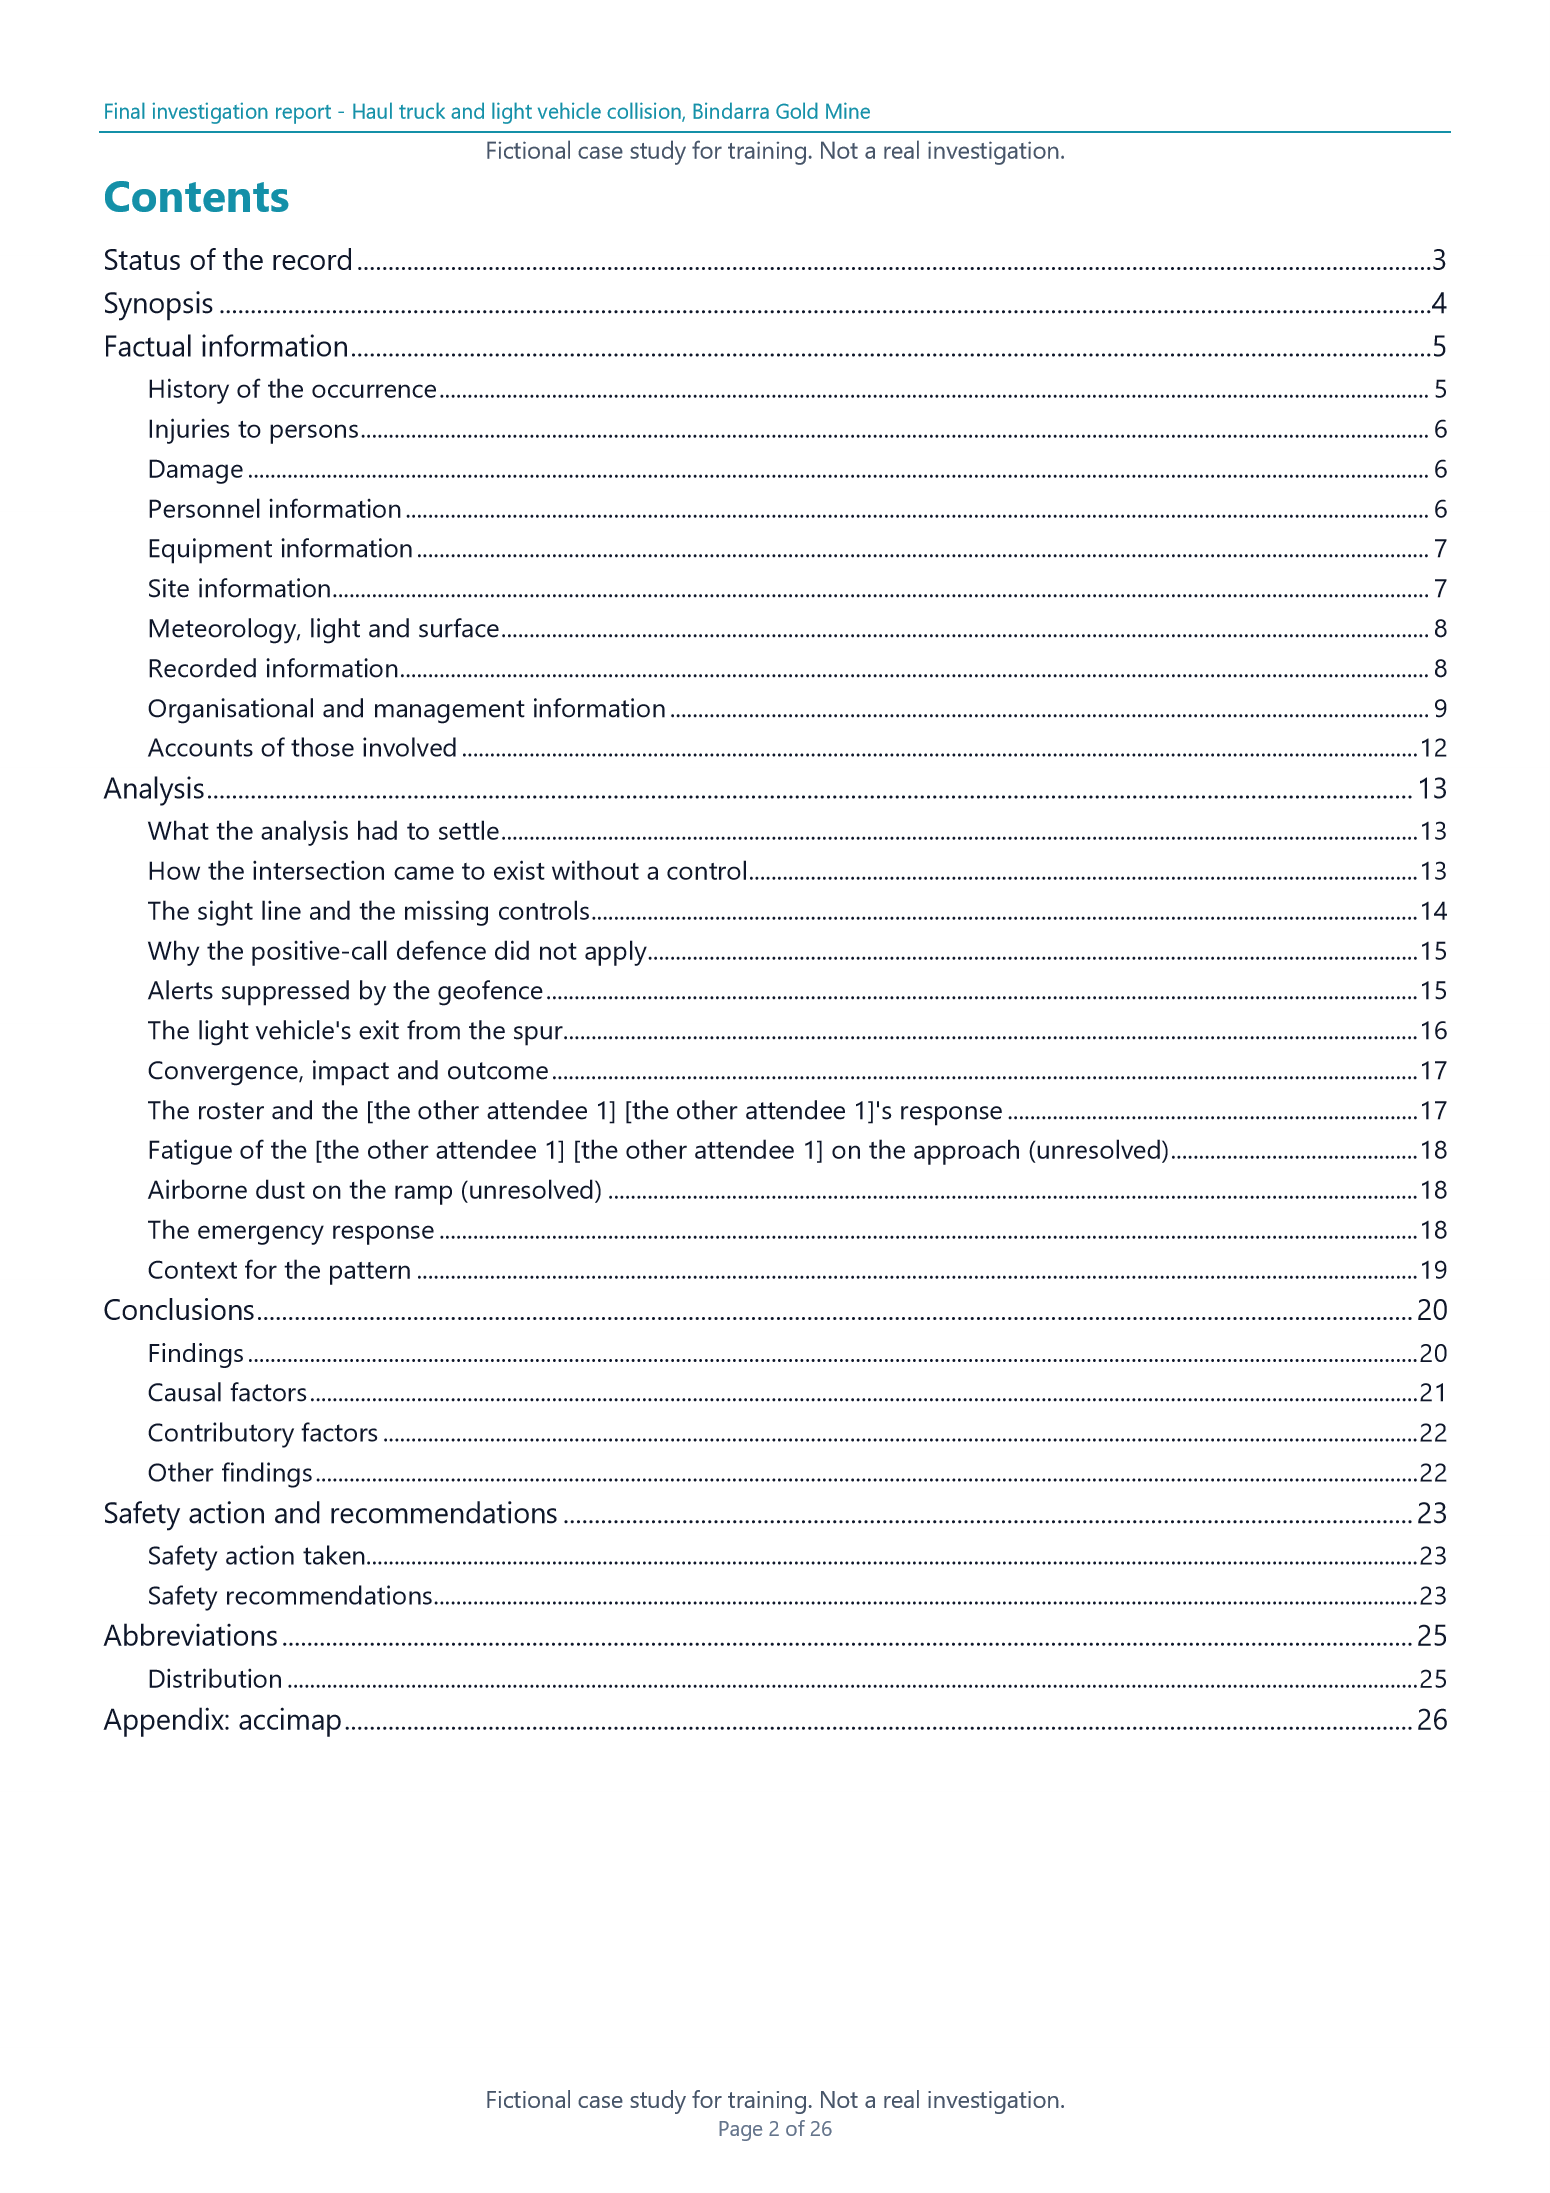 Final investigation report - Haul truck and light vehicle collision, Bindarra Gold Mine
Fictional case study for training. Not a real investigation.
Contents
Status of the record 3
Synopsis 4
Factual information 5
History of the occurrence 5
Injuries to persons 6
Damage 6
Personnel information 6
Equipment information 7
Site information 7
Meteorology, light and surface 8
Recorded information 8
Organisational and management information 9
Accounts of those involved 12
Analysis 13
What the analysis had to settle 13
How the intersection came to exist without a control 13
The sight line and the missing controls 14
Why the positive-call defence did not apply 15
Alerts suppressed by the geofence 15
The light vehicle's exit from the spur 16
Convergence, impact and outcome 17
The roster and the [the other attendee 1] [the other attendee 1]'s response 17
Fatigue of the [the other attendee 1] [the other attendee 1] on the approach (unresolved) 18
Airborne dust on the ramp (unresolved) 18
The emergency response 18
Context for the pattern 19
Conclusions 20
Findings 20
Causal factors 21
Contributory factors 22
Other findings 22
Safety action and recommendations 23
Safety action taken 23
Safety recommendations 23
Abbreviations 25
Distribution 25
Appendix: accimap 26
Fictional case study for training. Not a real investigation.
Page 2 of 26